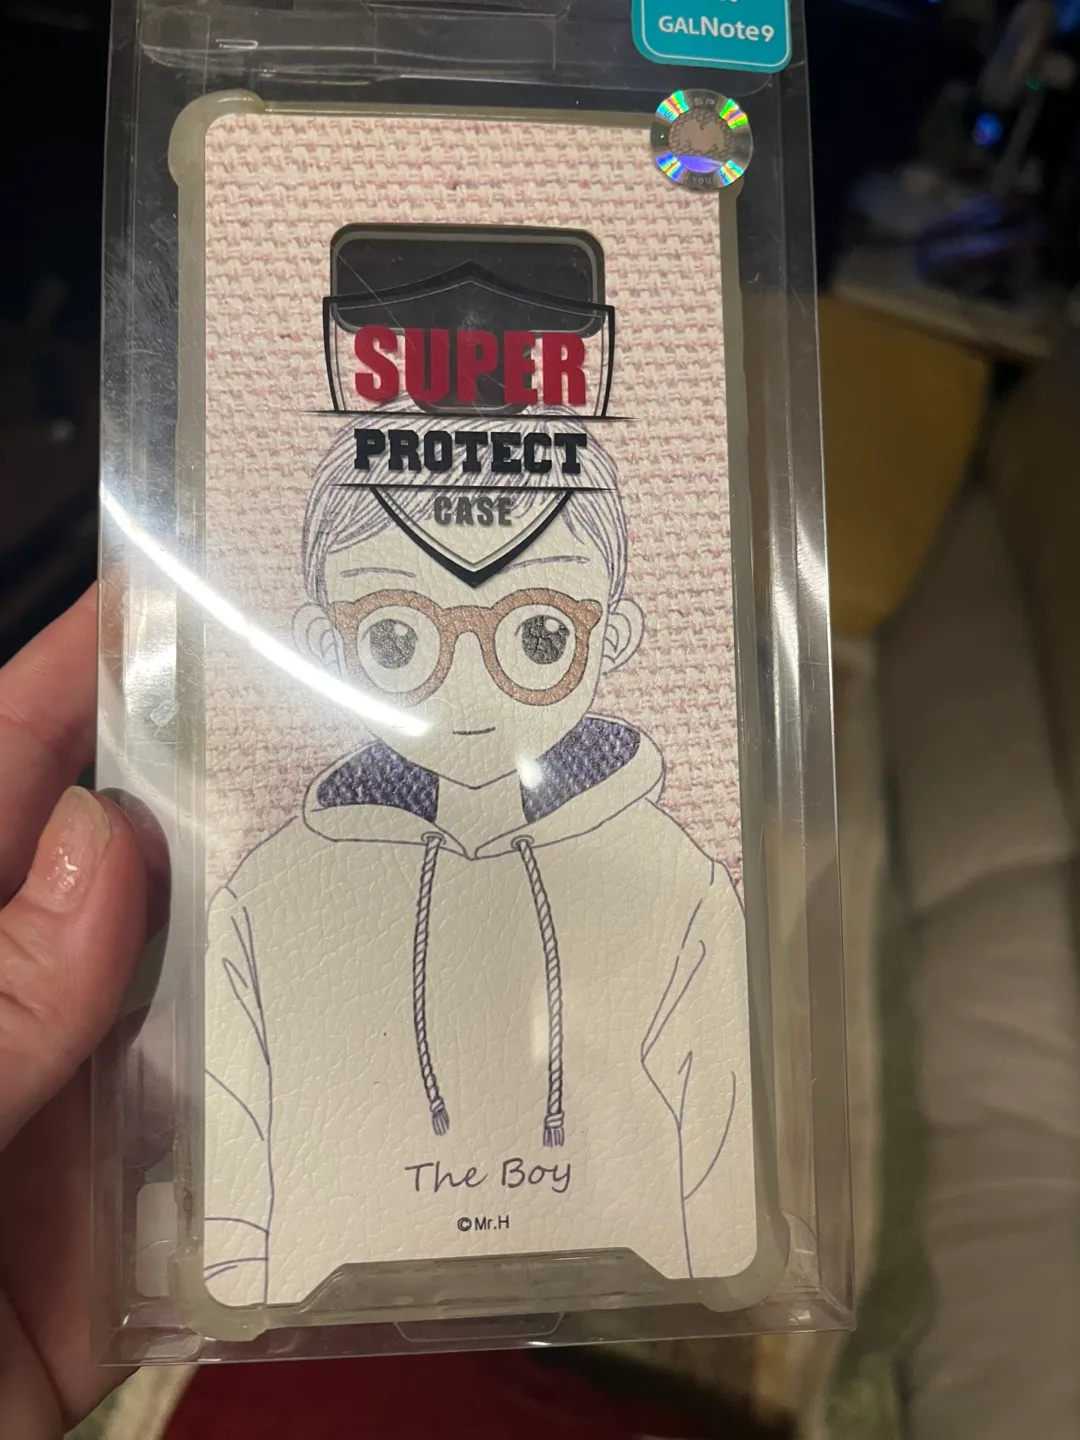 GALNote9
SUPER
PROTECT
CASE
The Boy
©Mr.H